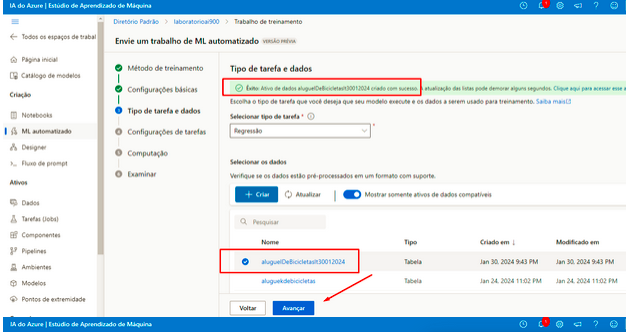 IA do Azure | Estúdio de Aprendizado de Máquina
Diretório Padrão > laboratorioai900 > Trabalho de treinamento
Todos os espaços de trabal
Envie um trabalho de ML automatizado VERSÃO PRÉVIA
Página inicial
Catálogo de modelos
Criação
Notebooks
ML automatizado
Designer
Fluxo de prompt
Ativos
Dados
Tarefas (Jobs)
Componentes
Pipelines
Ambientes
Modelos
Pontos de extremidade
Método de treinamento
Configurações básicas
Tipo de tarefa e dados
Configurações de tarefas
Computação
Examinar
Tipo de tarefa e dados
Êxito: Ativo de dados aluguelDeBicicletasIt30012024 criado com sucesso. A atualização das listas pode demorar alguns segundos. Clique aqui para acessar esse a
Escolha o tipo de tarefa que você deseja que seu modelo execute e os dados a serem usado para treinamento. Saiba mais
Selecionar tipo de tarefa *
Regressão
Selecionar os dados
Verifique se os dados estão pré-processados em um formato com suporte.
+ Criar Atualizar Mostrar somente ativos de dados compatíveis
Pesquisar
Nome Tipo Criado em ↓ Modificado em
aluguelDeBicicletasIt30012024 Tabela Jan 30, 2024 9:43 PM Jan 30, 2024 9:43 PM
aluguekdebicicletas Tabela Jan 24, 2024 11:02 PM Jan 24, 2024 11:02 PM
Voltar Avançar
IA do Azure | Estúdio de Aprendizado de Máquina